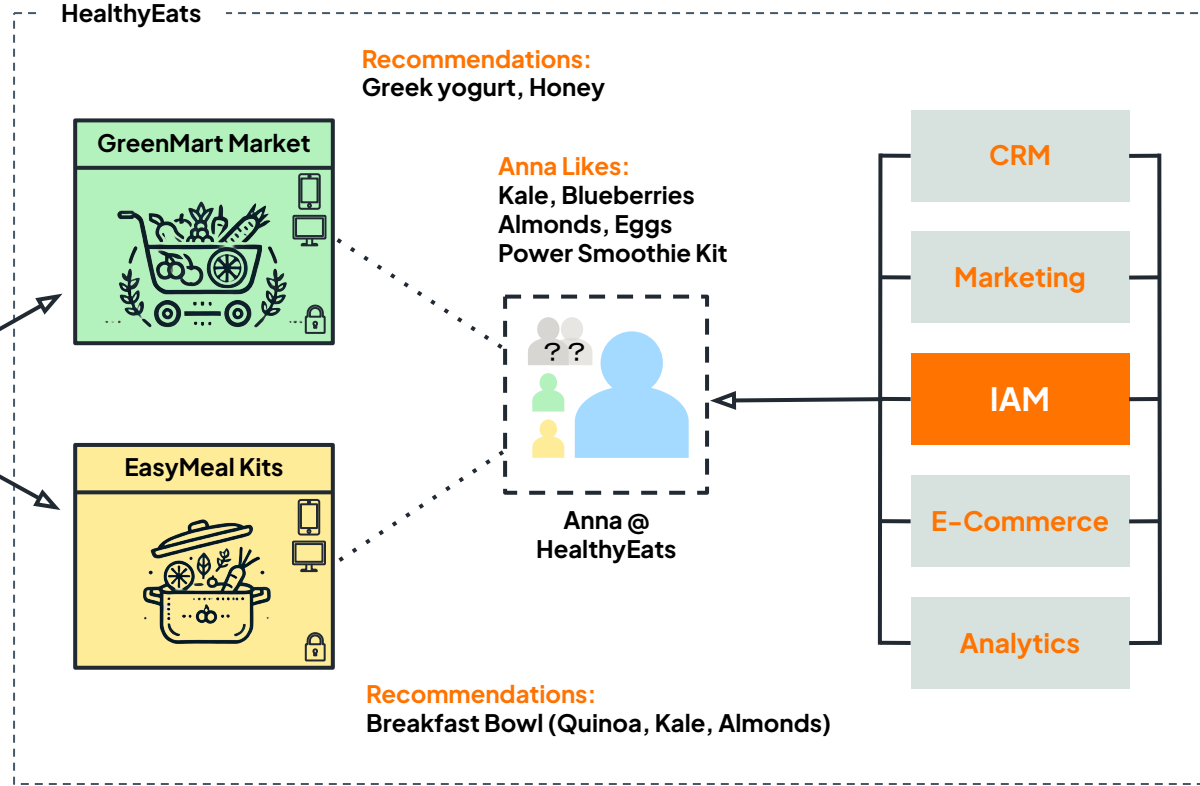 HealthyEats
Recommendations:
Greek yogurt, Honey
GreenMart Market
Anna Likes:
Kale, Blueberries
Almonds, Eggs
Power Smoothie Kit
? ?
Anna @
HealthyEats
EasyMeal Kits
Recommendations:
Breakfast Bowl (Quinoa, Kale, Almonds)
CRM
Marketing
IAM
E-Commerce
Analytics